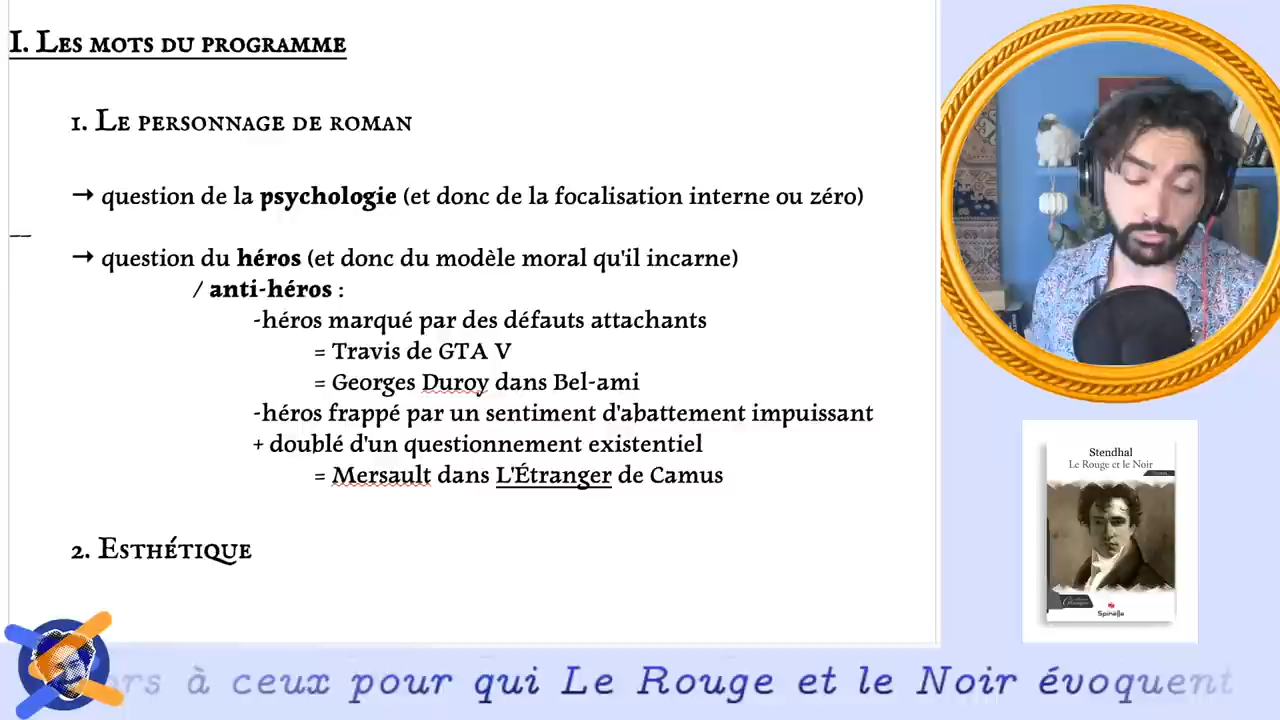 I. Les mots du programme
1. Le personnage de roman
→ question de la psychologie (et donc de la focalisation interne ou zéro)
→ question du héros (et donc du modèle moral qu'il incarne)
/ anti-héros :
-héros marqué par des défauts attachants
= Travis de GTA V
= Georges Duroy dans Bel-ami
-héros frappé par un sentiment d'abattement impuissant
+ doublé d'un questionnement existentiel
= Mersault dans L'Étranger de Camus
2. Esthétique
Stendhal
Le Rouge et le Noir
Spinelle
ors à ceux pour qui Le Rouge et le Noir évoquent